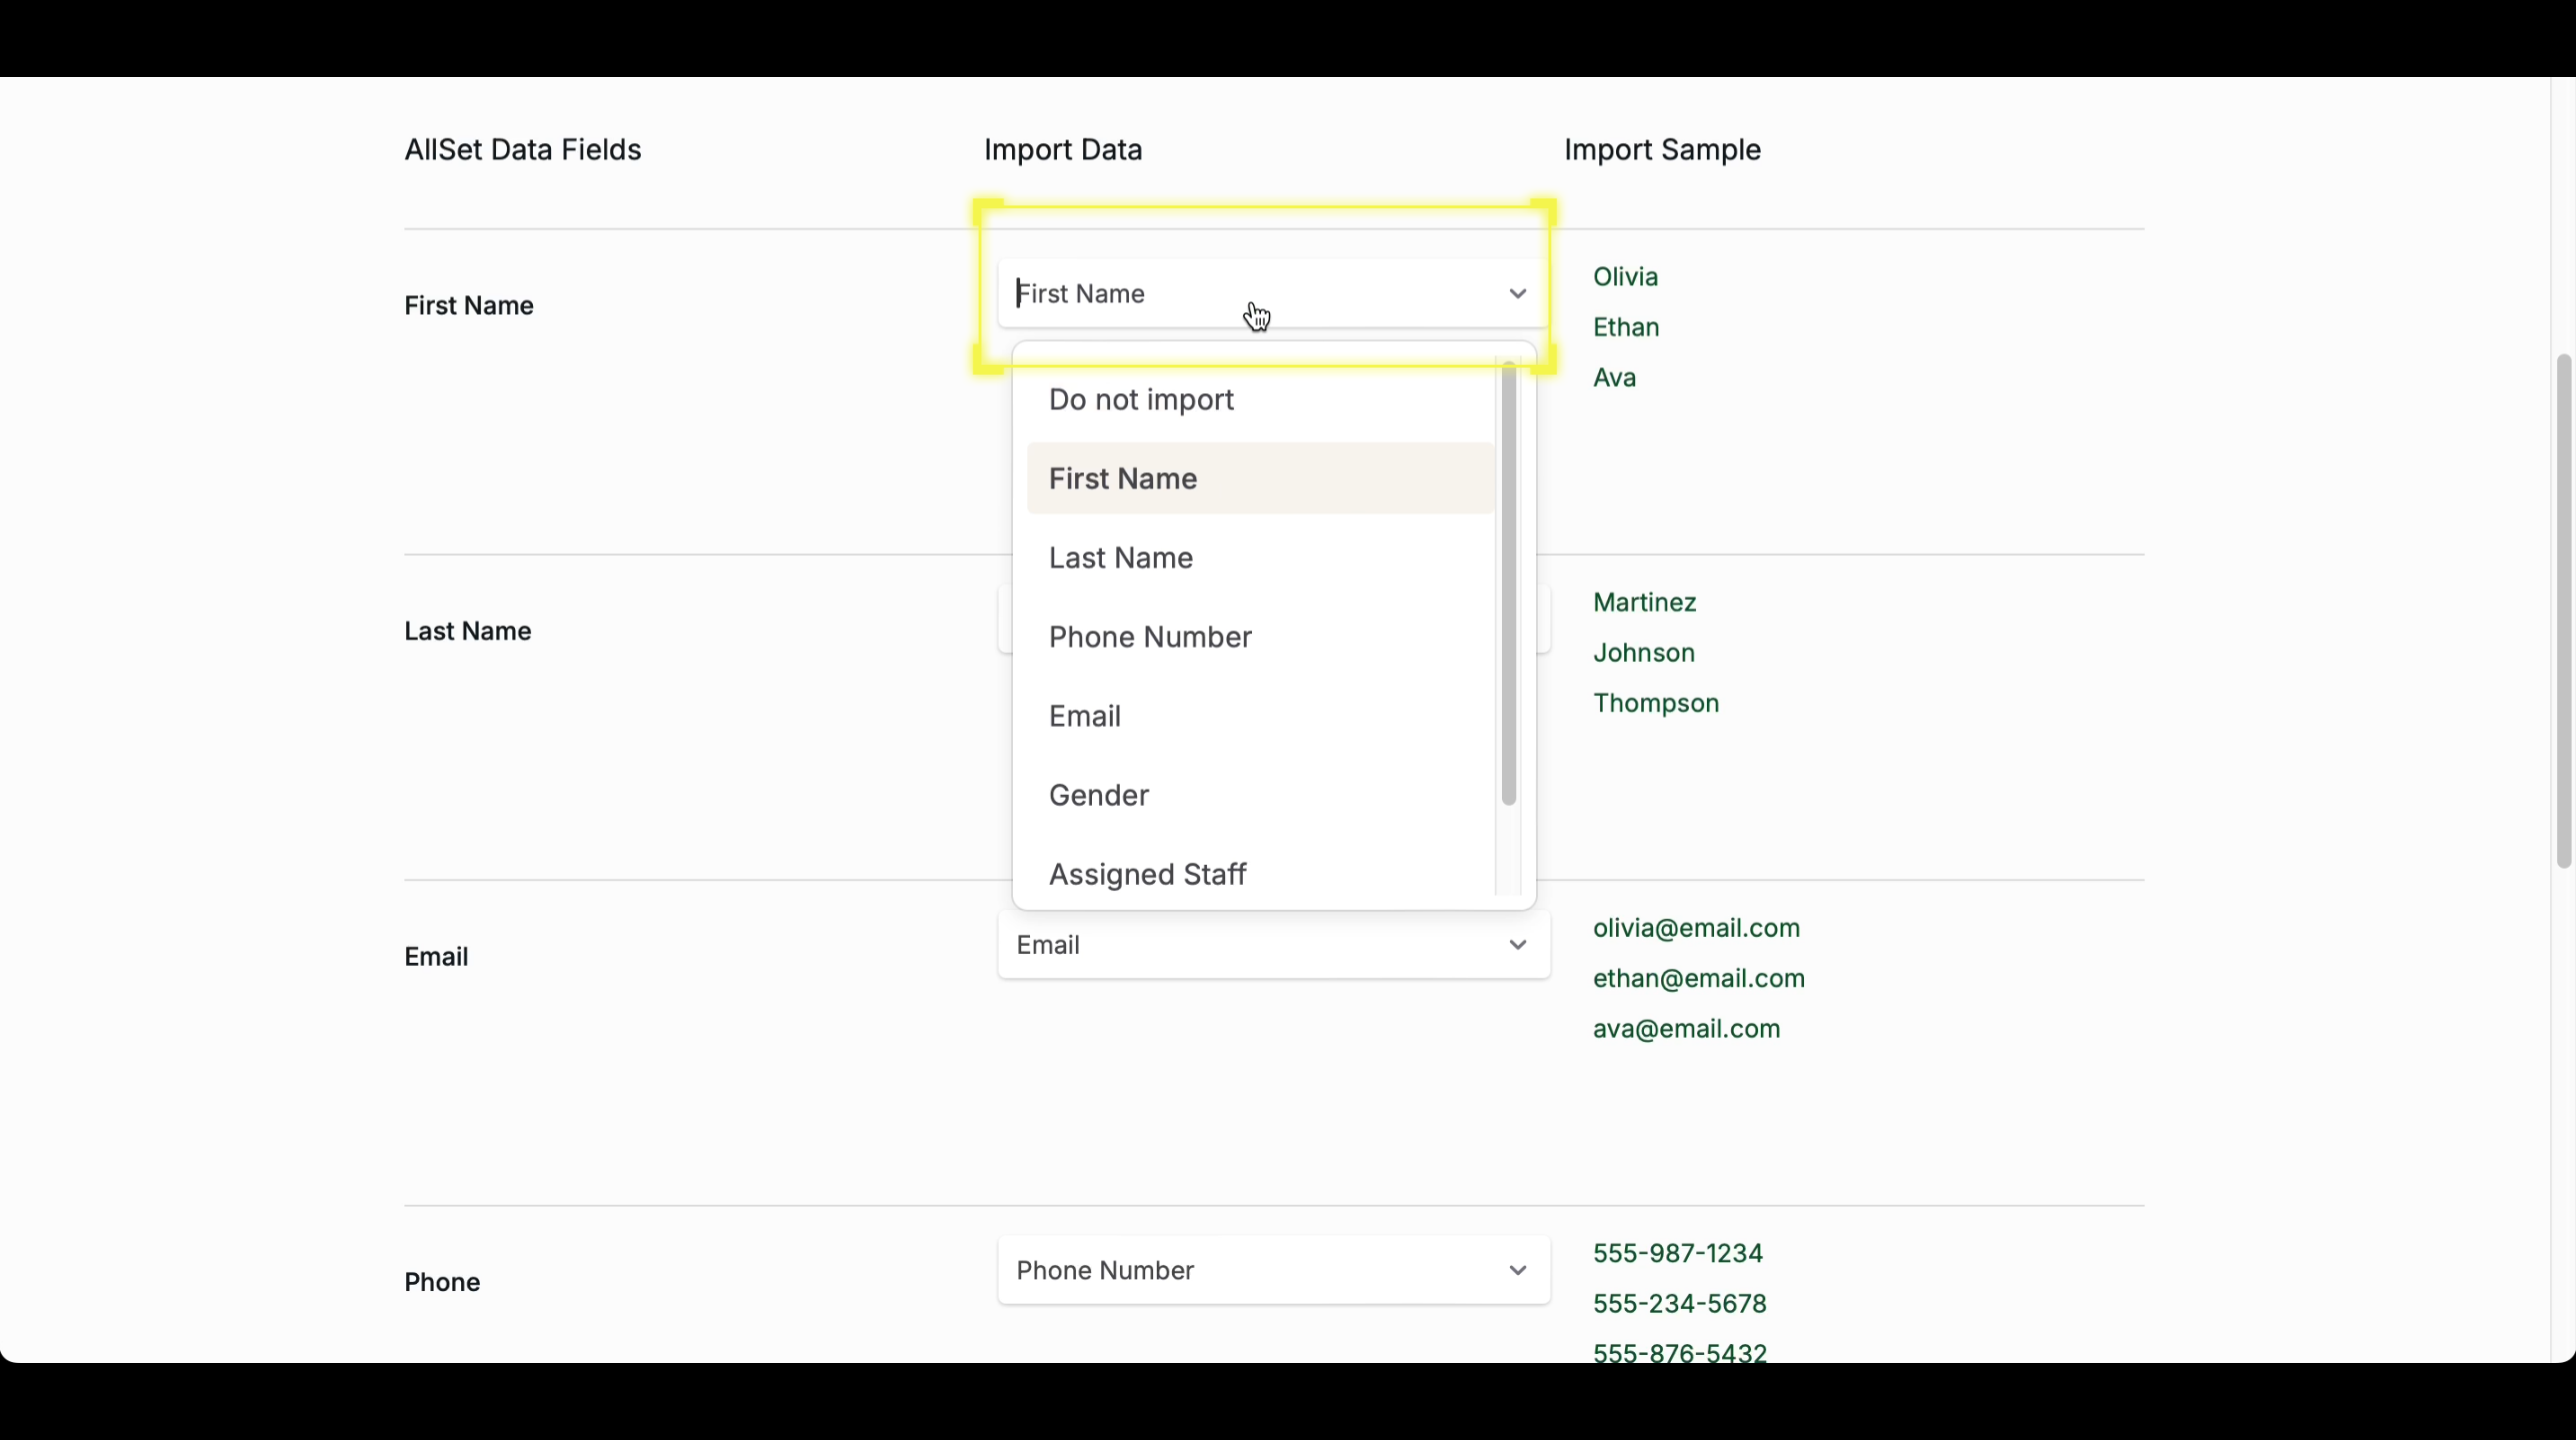 AllSet Data Fields
Import Data
Import Sample
First Name
First Name
Olivia
Ethan
Ava
Do not import
First Name
Last Name
Phone Number
Email
Gender
Assigned Staff
Last Name
Martinez
Johnson
Thompson
Email
Email
olivia@email.com
ethan@email.com
ava@email.com
Phone
Phone Number
555-987-1234
555-234-5678
555-876-5432